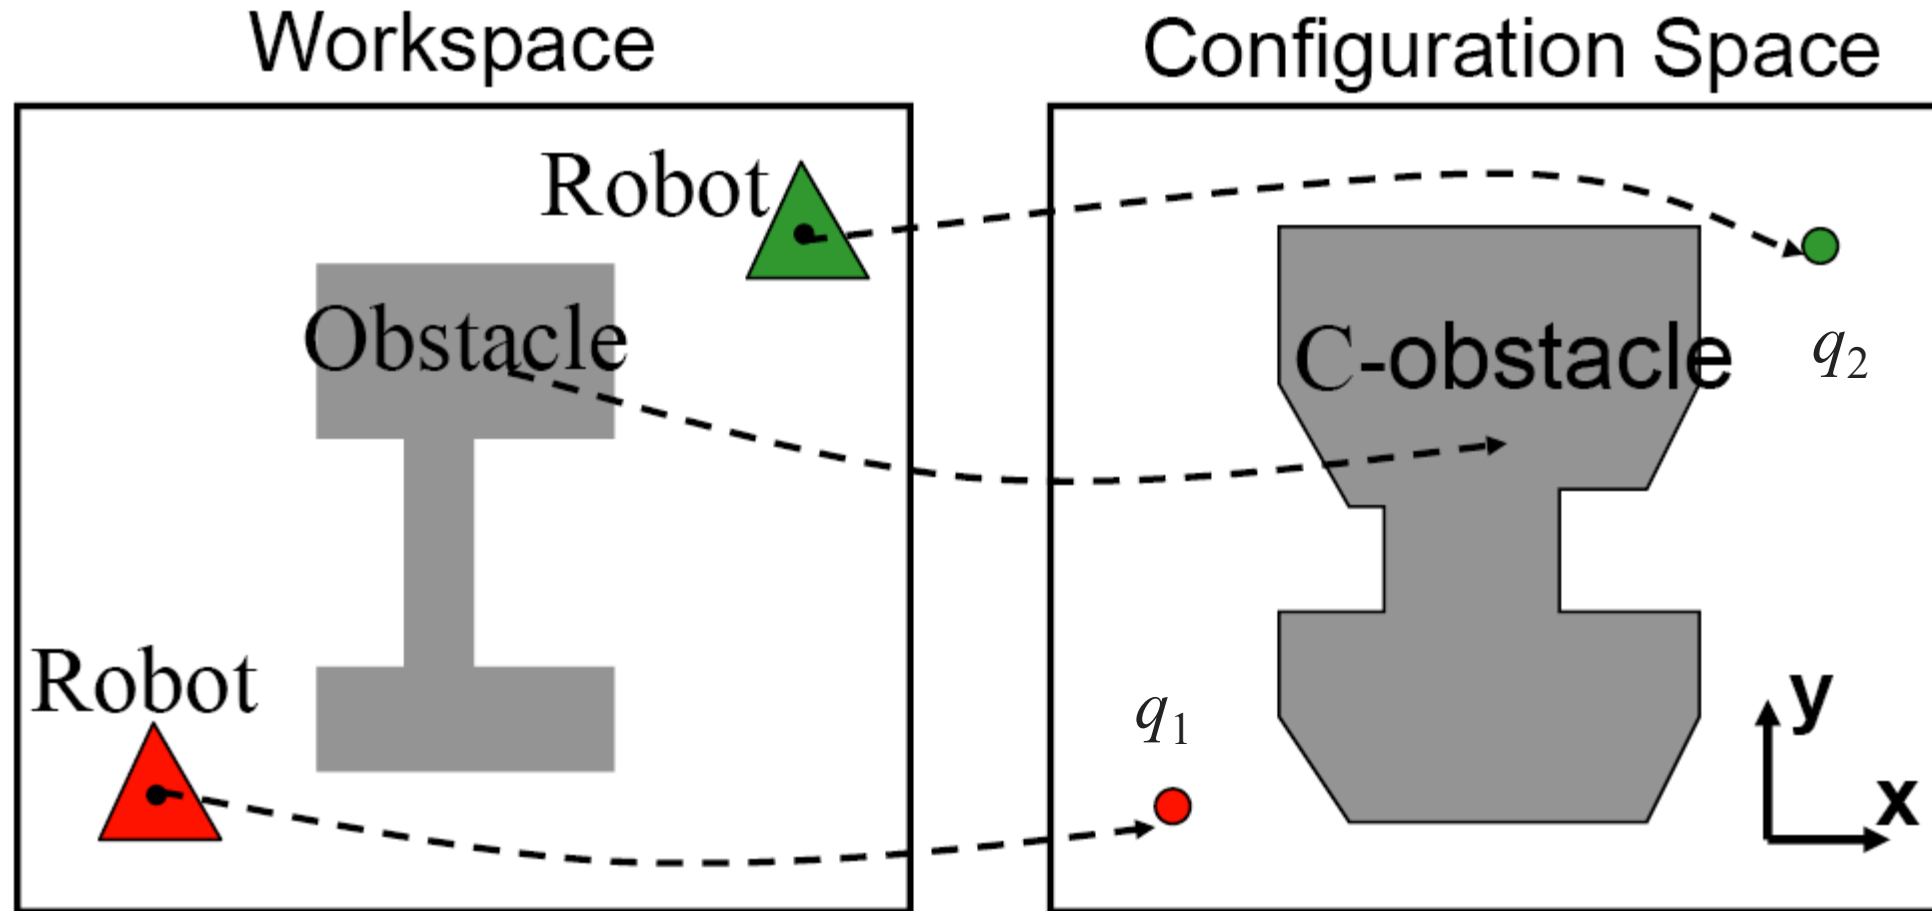 Workspace
Configuration Space
Robot
Obstacle
C-obstacle
q2
Robot
q1
y
x